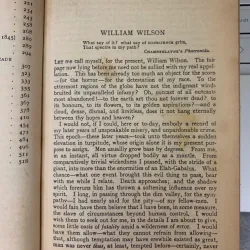 WILLIAM WILSON
What say of it? what say of CONSCIENCE grim,
That spectre in my path?
CHAMBERLAYNE'S Pharronida.
LET me call myself, for the present, William Wilson. The fair
page now lying before me need not be sullied with my real appel-
lation. This has been already too much an object for the scorn
—for the horror—for the detestation of my race. To the
uttermost regions of the globe have not the indignant winds
bruited its unparalleled infamy? Oh, outcast of all outcasts
most abandoned!—to the earth art thou not forever dead? to
its honours, to its flowers, to its golden aspirations?—and a
cloud, dense, dismal, and limitless, does it not hang eternally
between thy hopes and heaven?
I would not, if I could, here or to-day, embody a record of
my later years of unspeakable misery, and unpardonable crime.
This epoch—these later years—took unto themselves a sudden
elevation in turpitude, whose origin alone it is my present pur-
pose to assign. Men usually grow base by degrees. From me,
in an instant, all virtue dropped bodily as a mantle. From
comparatively trivial wickedness I passed, with the stride of a
giant, into more than the enormities of an Elah-Gabalus. What
chance—what one event brought this evil thing to pass, bear
with me while I relate. Death approaches; and the shadow
which foreruns him has thrown a softening influence over my
spirit. I long, in passing through the dim valley, for the sym-
pathy—I had nearly said for the pity—of my fellow-men. I
would fain have them believe that I have been, in some measure,
the slave of circumstances beyond human control. I would
wish them to seek out for me, in the details I am about to give,
some little oasis of fatality amid a wilderness of error. I would
have them allow—what they cannot refrain from allowing—
that, although temptation may have erewhile existed as great,
man was never thus, at least, tempted before—certainly, never